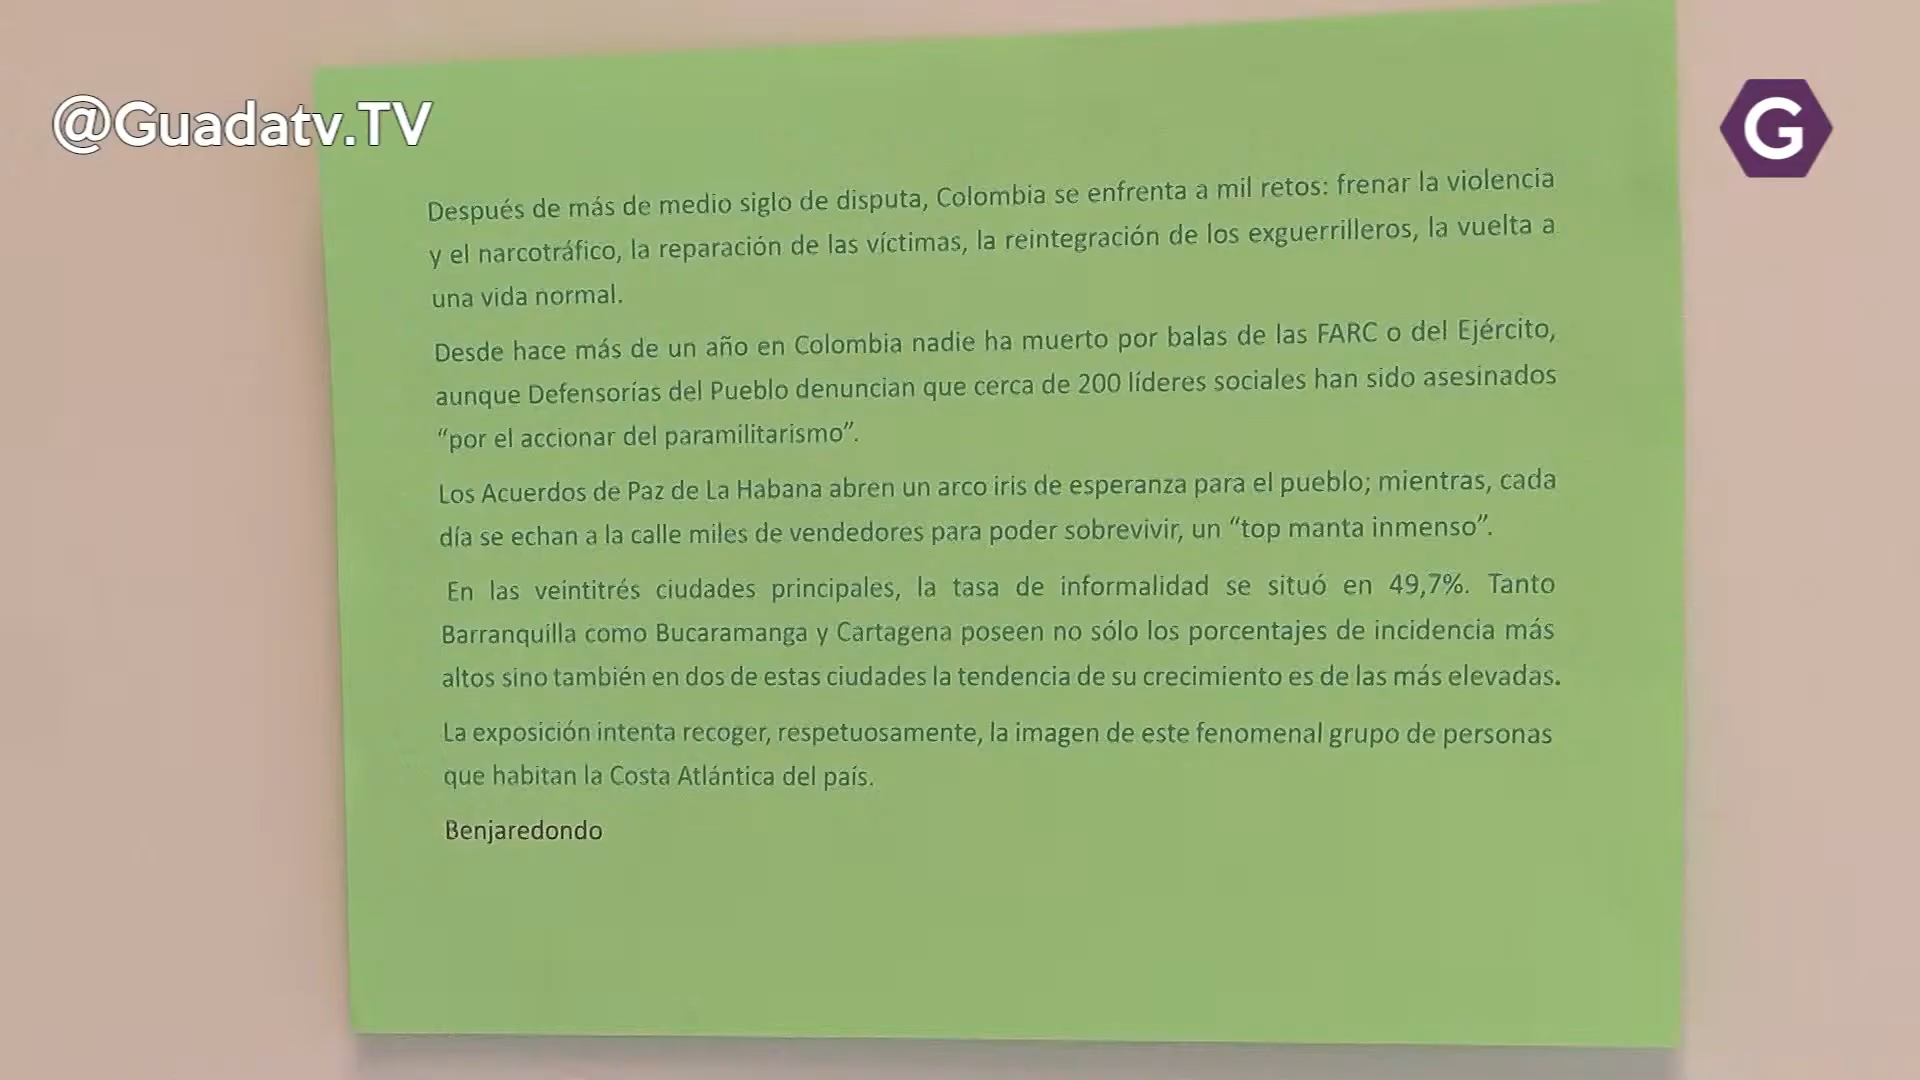 @Guadatv.TV
G
Después de más de medio siglo de disputa, Colombia se enfrenta a mil retos: frenar la violencia
y el narcotráfico, la reparación de las víctimas, la reintegración de los exguerrilleros, la vuelta a
una vida normal.
Desde hace más de un año en Colombia nadie ha muerto por balas de las FARC o del Ejército,
aunque Defensorías del Pueblo denuncian que cerca de 200 líderes sociales han sido asesinados
“por el accionar del paramilitarismo”.
Los Acuerdos de Paz de La Habana abren un arco iris de esperanza para el pueblo; mientras, cada
día se echan a la calle miles de vendedores para poder sobrevivir, un “top manta inmenso”.
En las veintitrés ciudades principales, la tasa de informalidad se situó en 49,7%. Tanto
Barranquilla como Bucaramanga y Cartagena poseen no sólo los porcentajes de incidencia más
altos sino también en dos de estas ciudades la tendencia de su crecimiento es de las más elevadas.
La exposición intenta recoger, respetuosamente, la imagen de este fenomenal grupo de personas
que habitan la Costa Atlántica del país.
Benjaredondo